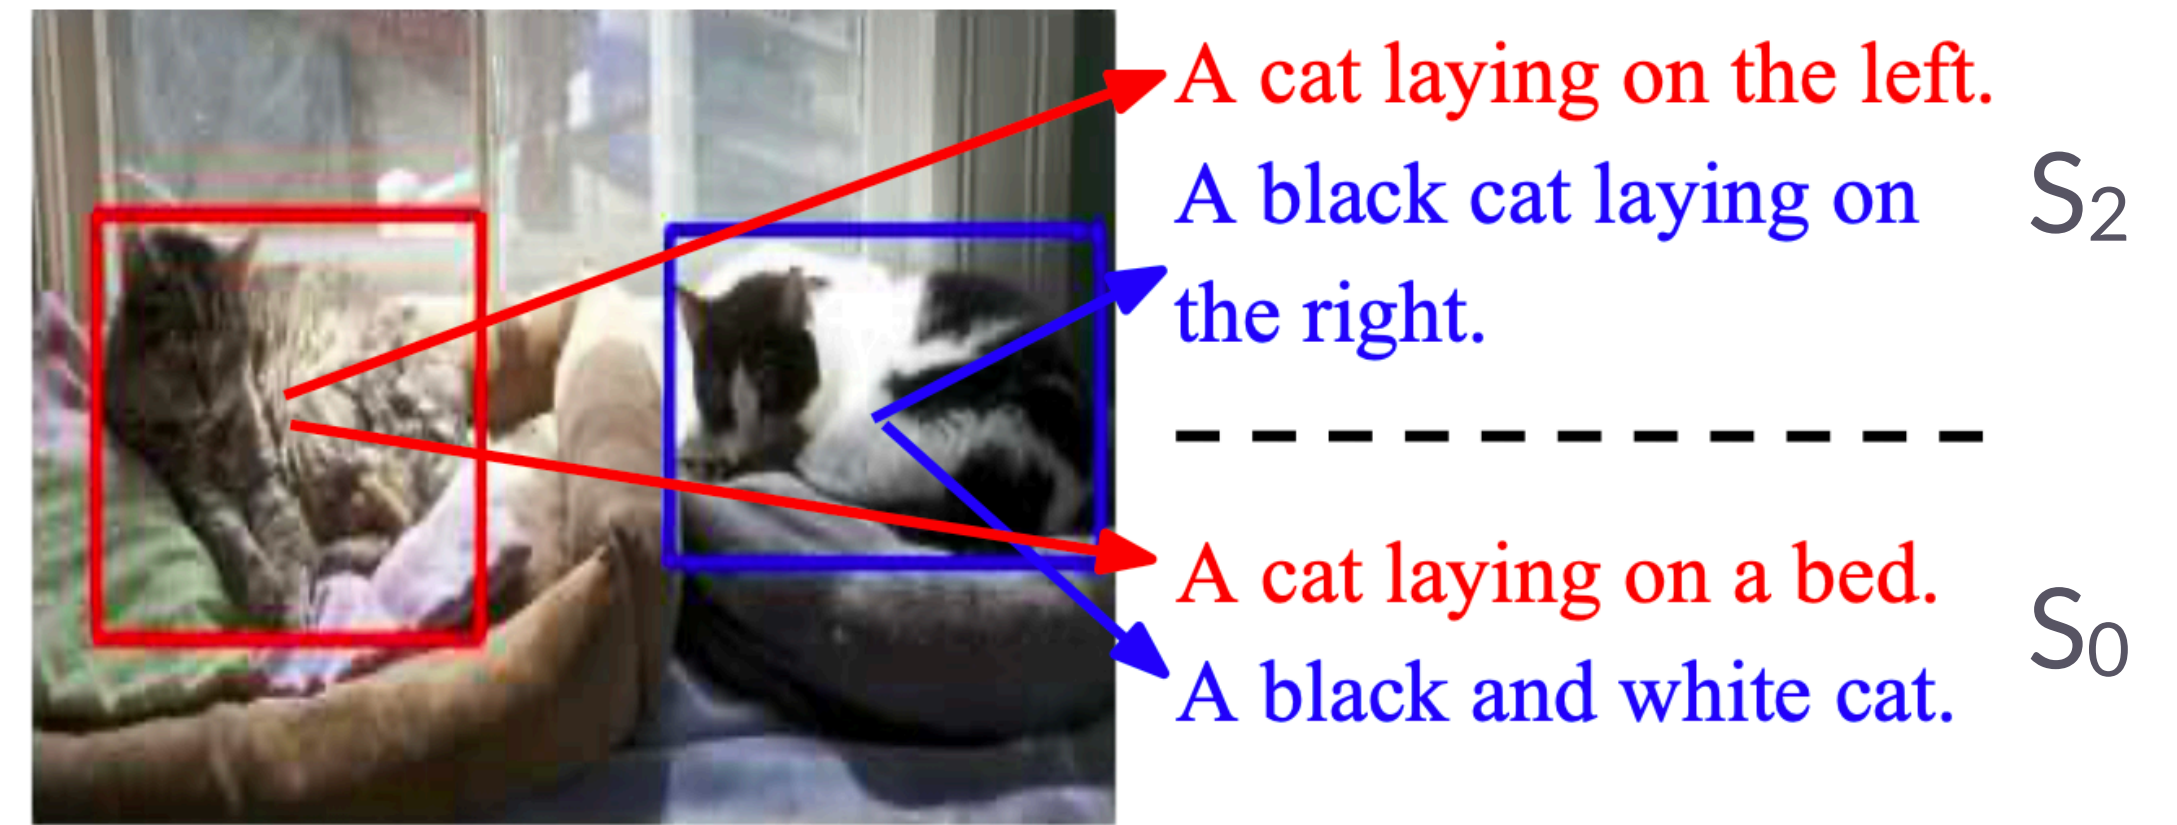 A cat laying on the left.
A black cat laying on
the right.
S2
A cat laying on a bed.
A black and white cat.
S0